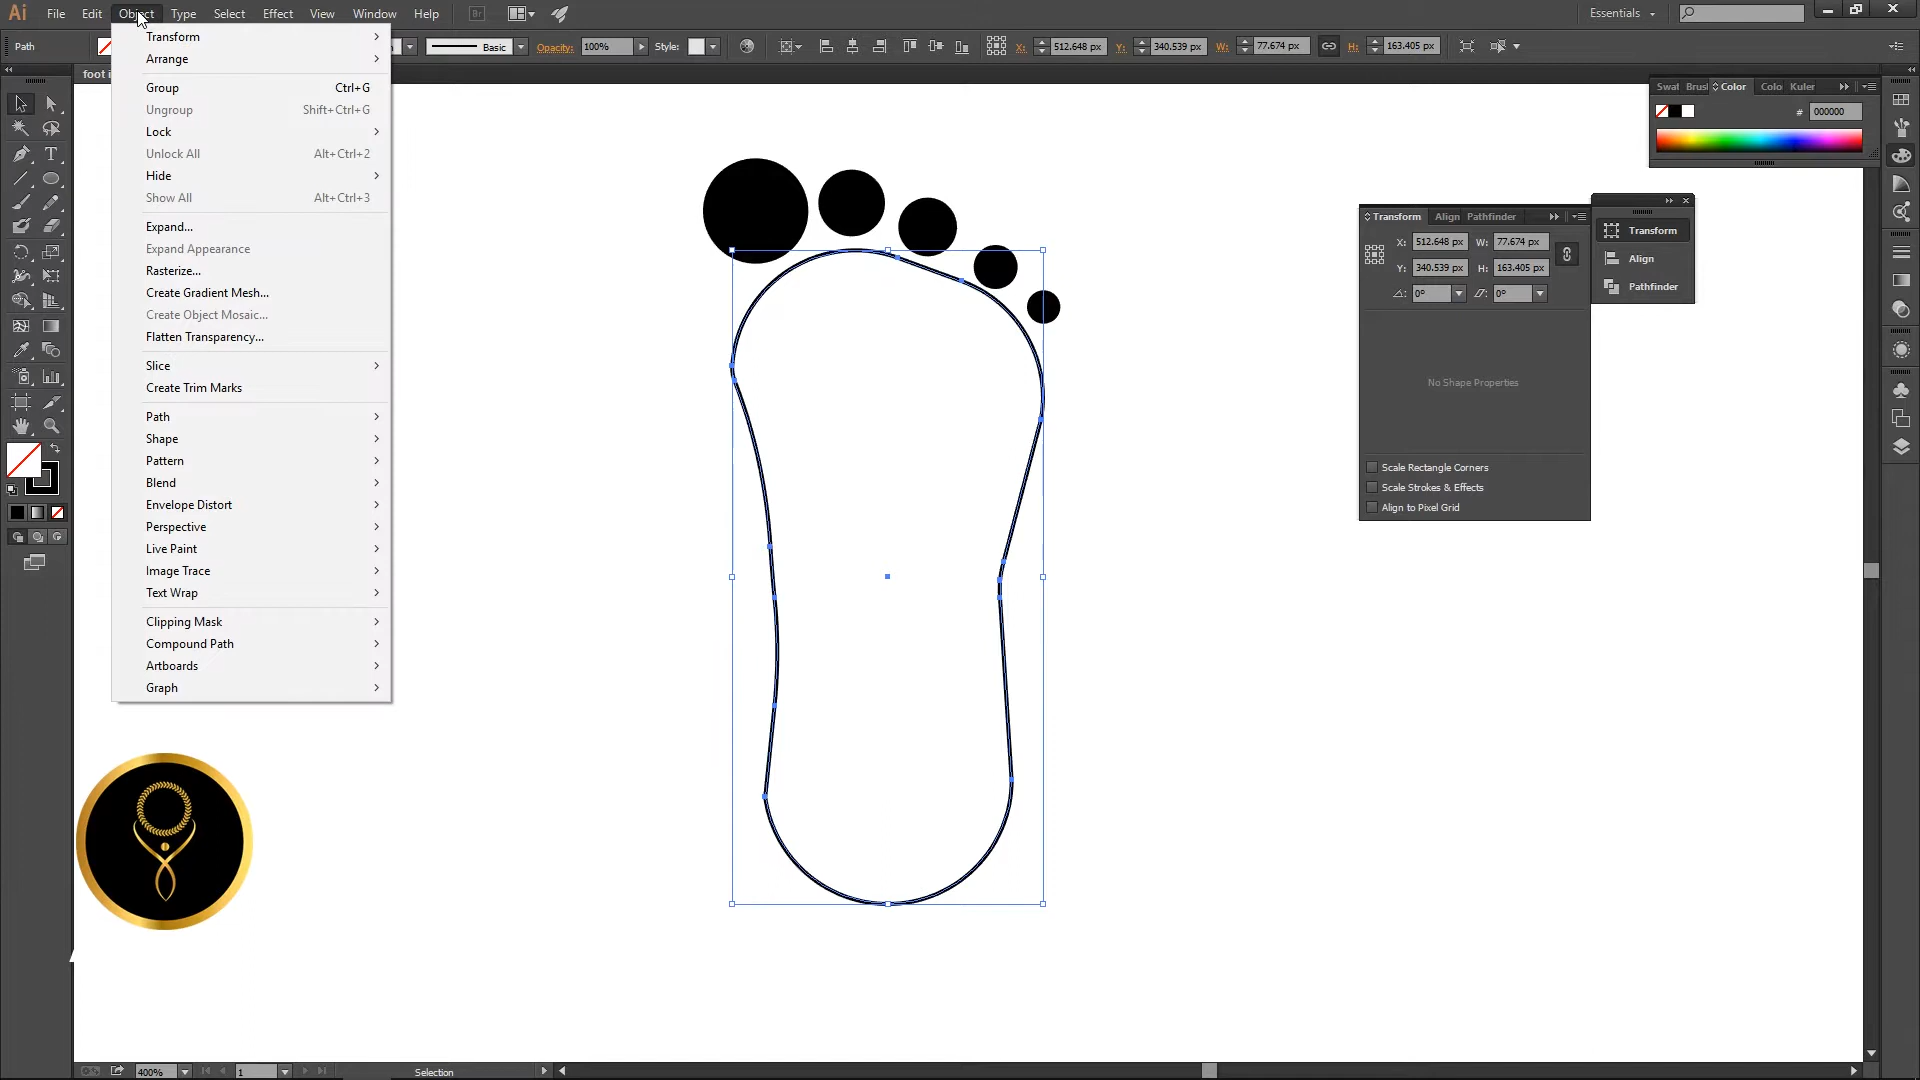 Ai File Edit Object Type Select Effect View Window Help Br Essentials
Path Basic Opacity: 100% Style: X: 512.648 px Y: 340.539 px W: 77.674 px H: 163.405 px
foot i
Transform
Arrange
Group Ctrl+G
Ungroup Shift+Ctrl+G
Lock
Unlock All Alt+Ctrl+2
Hide
Show All Alt+Ctrl+3
Expand...
Expand Appearance
Rasterize...
Create Gradient Mesh...
Create Object Mosaic...
Flatten Transparency...
Slice
Create Trim Marks
Path
Shape
Pattern
Blend
Envelope Distort
Perspective
Live Paint
Image Trace
Text Wrap
Clipping Mask
Compound Path
Artboards
Graph
Swat Brus Color Colo Kuler
# 000000
Transform Align Pathfinder
X: 512.648 px W: 77.674 px
Y: 340.539 px H: 163.405 px
0° 0°
No Shape Properties
Scale Rectangle Corners
Scale Strokes & Effects
Align to Pixel Grid
Transform
Align
Pathfinder
400% 1 Selection